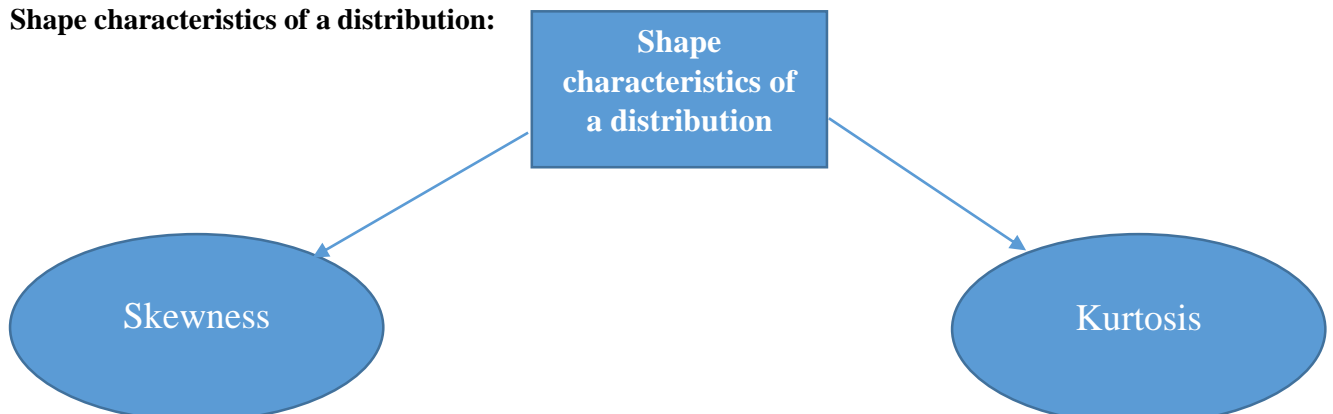 Shape characteristics of a distribution:
Shape
characteristics of
a distribution
Skewness
Kurtosis